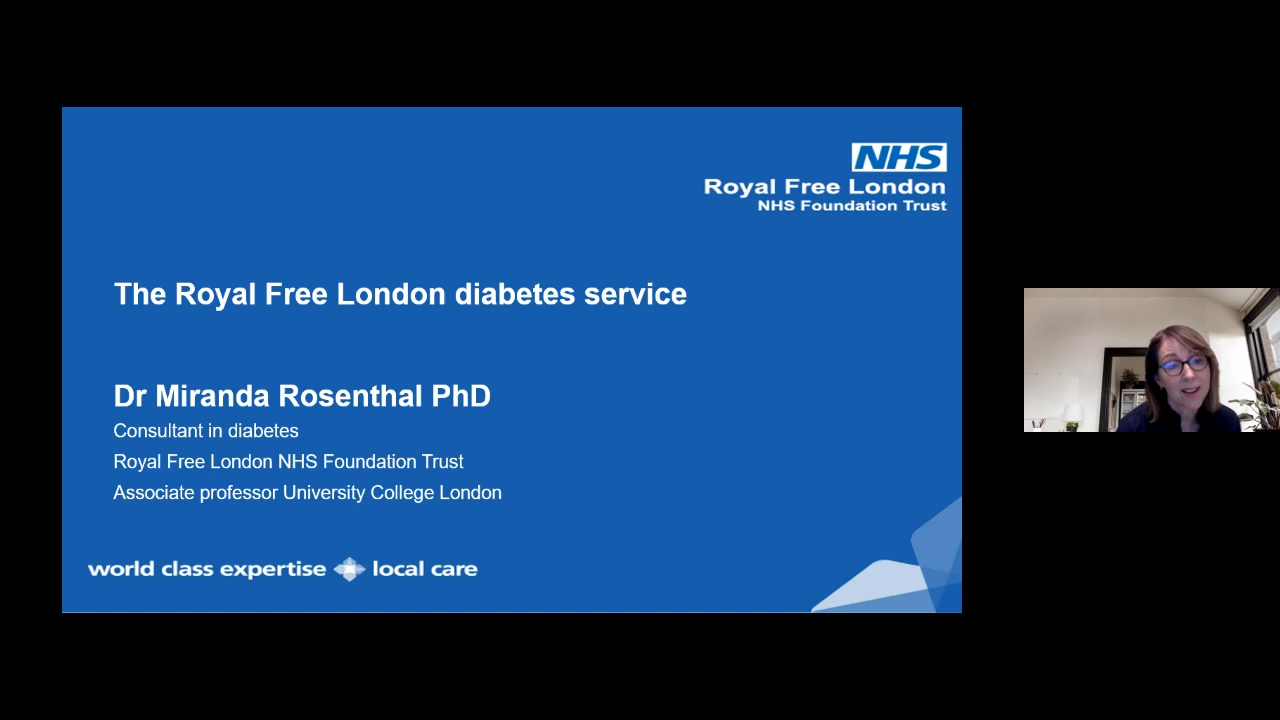 NHS
Royal Free London
NHS Foundation Trust
The Royal Free London diabetes service
Dr Miranda Rosenthal PhD
Consultant in diabetes
Royal Free London NHS Foundation Trust
Associate professor University College London
world class expertise local care